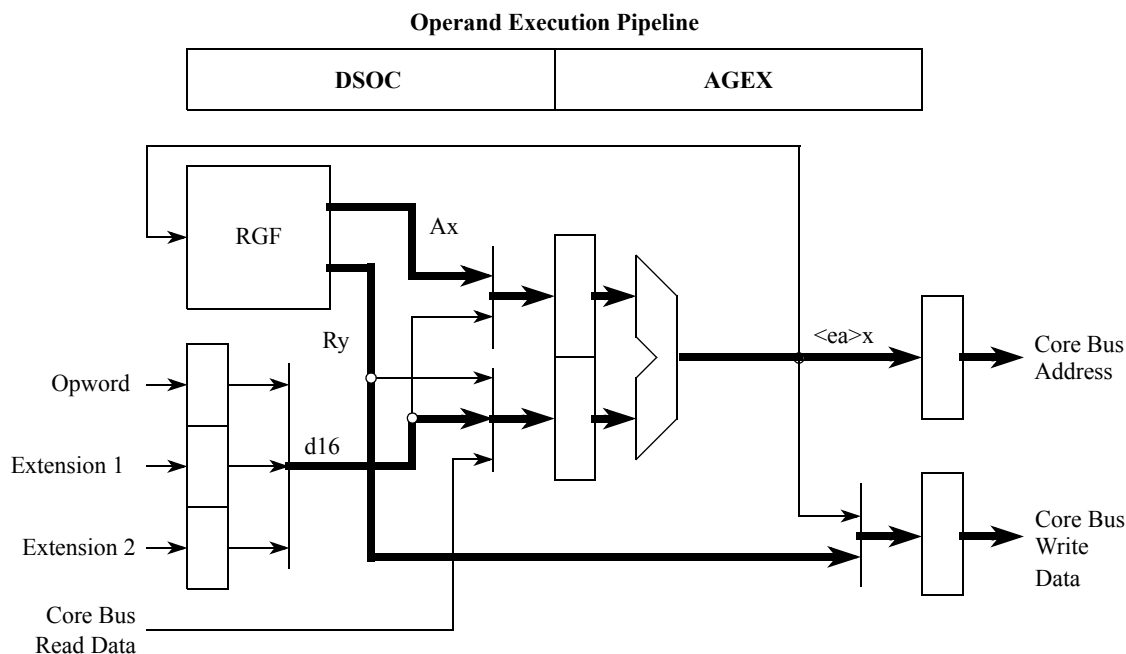 Operand Execution Pipeline
DSOC
AGEX
RGF
Ax
Ry
<ea>x
Core Bus
Address
Opword
d16
Extension 1
Extension 2
Core Bus
Write
Data
Core Bus
Read Data